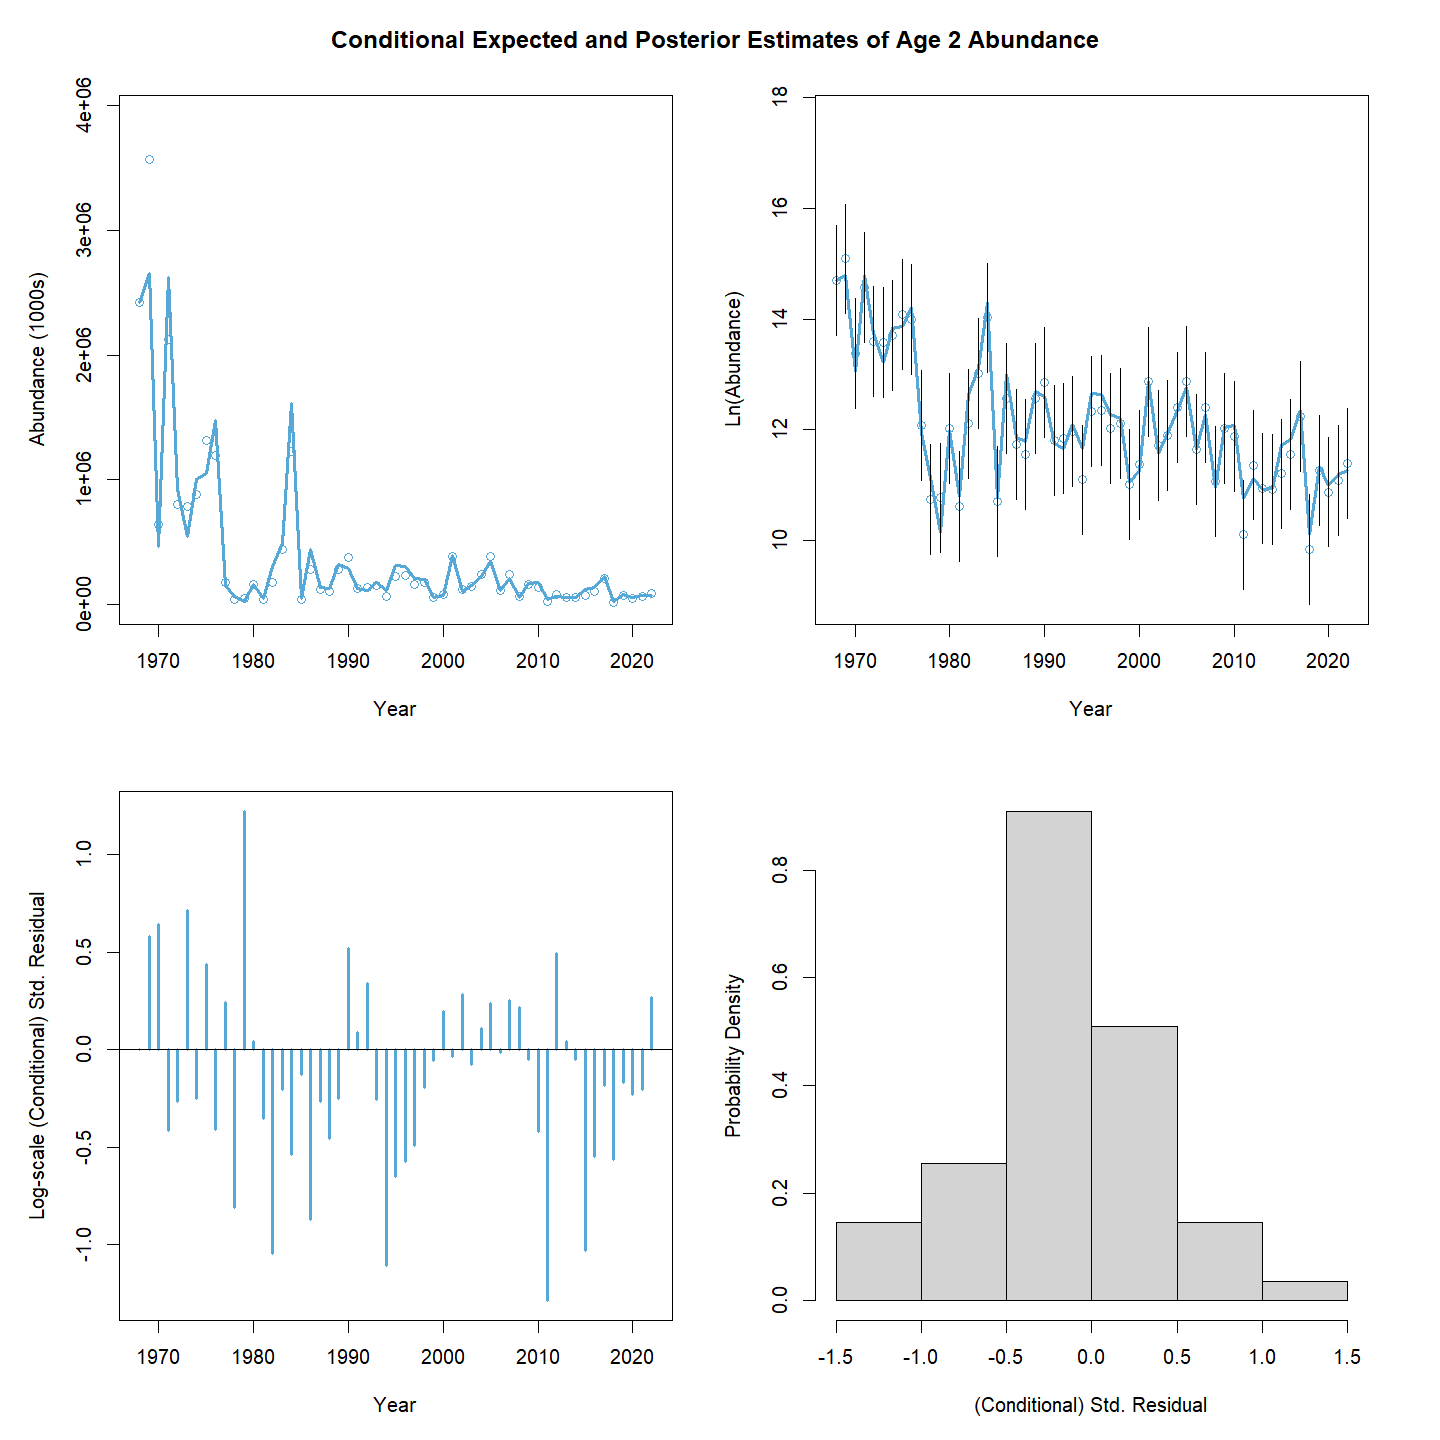 Conditional Expected and Posterior Estimates of Age 2 Abundance
Abundance (1000s)
0e+00 1e+06 2e+06 3e+06 4e+06
1970 1980 1990 2000 2010 2020
Year
Ln(Abundance)
10 12 14 16 18
1970 1980 1990 2000 2010 2020
Year
Log-scale (Conditional) Std. Residual
-1.0 -0.5 0.0 0.5 1.0
1970 1980 1990 2000 2010 2020
Year
Probability Density
0.0 0.2 0.4 0.6 0.8
-1.5 -1.0 -0.5 0.0 0.5 1.0 1.5
(Conditional) Std. Residual